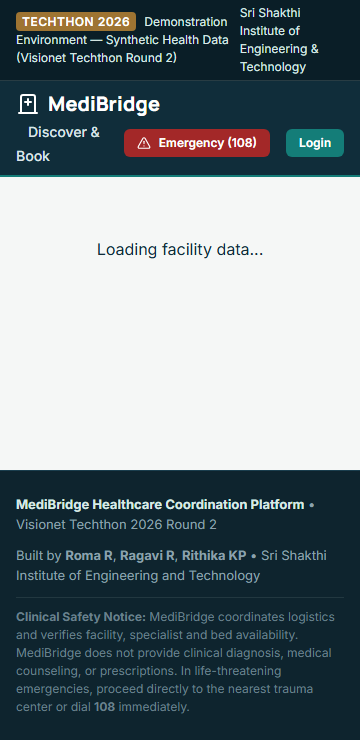 TECHTHON 2026 Demonstration
Environment — Synthetic Health Data
(Visionet Techthon Round 2)
Sri Shakthi
Institute of
Engineering &
Technology
MediBridge
Discover &
Book
Emergency (108)
Login
Loading facility data...
MediBridge Healthcare Coordination Platform •
Visionet Techthon 2026 Round 2
Built by Roma R, Ragavi R, Rithika KP • Sri Shakthi
Institute of Engineering and Technology
Clinical Safety Notice: MediBridge coordinates logistics
and verifies facility, specialist and bed availability.
MediBridge does not provide clinical diagnosis, medical
counseling, or prescriptions. In life-threatening
emergencies, proceed directly to the nearest trauma
center or dial 108 immediately.